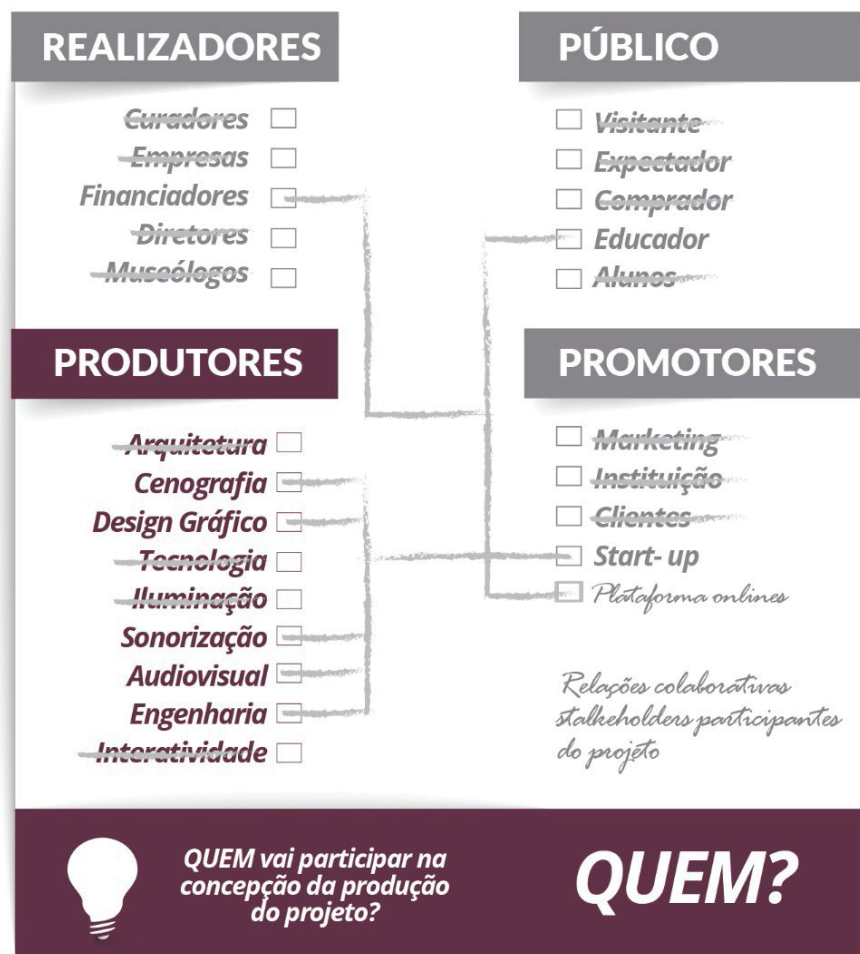 REALIZADORES
Curadores
Empresas
Financiadores
Diretores
Museólogos
PÚBLICO
Visitante
Expectador
Comprador
Educador
Alunos
PRODUTORES
Arquitetura
Cenografia
Design Gráfico
Tecnologia
Iluminação
Sonorização
Audiovisual
Engenharia
Interatividade
PROMOTORES
Marketing
Instituição
Clientes
Start- up
Plataforma onlines
Relações colaborativas
stalkeholders participantes
do projeto
QUEM vai participar na
concepção da produção
do projeto?
QUEM?